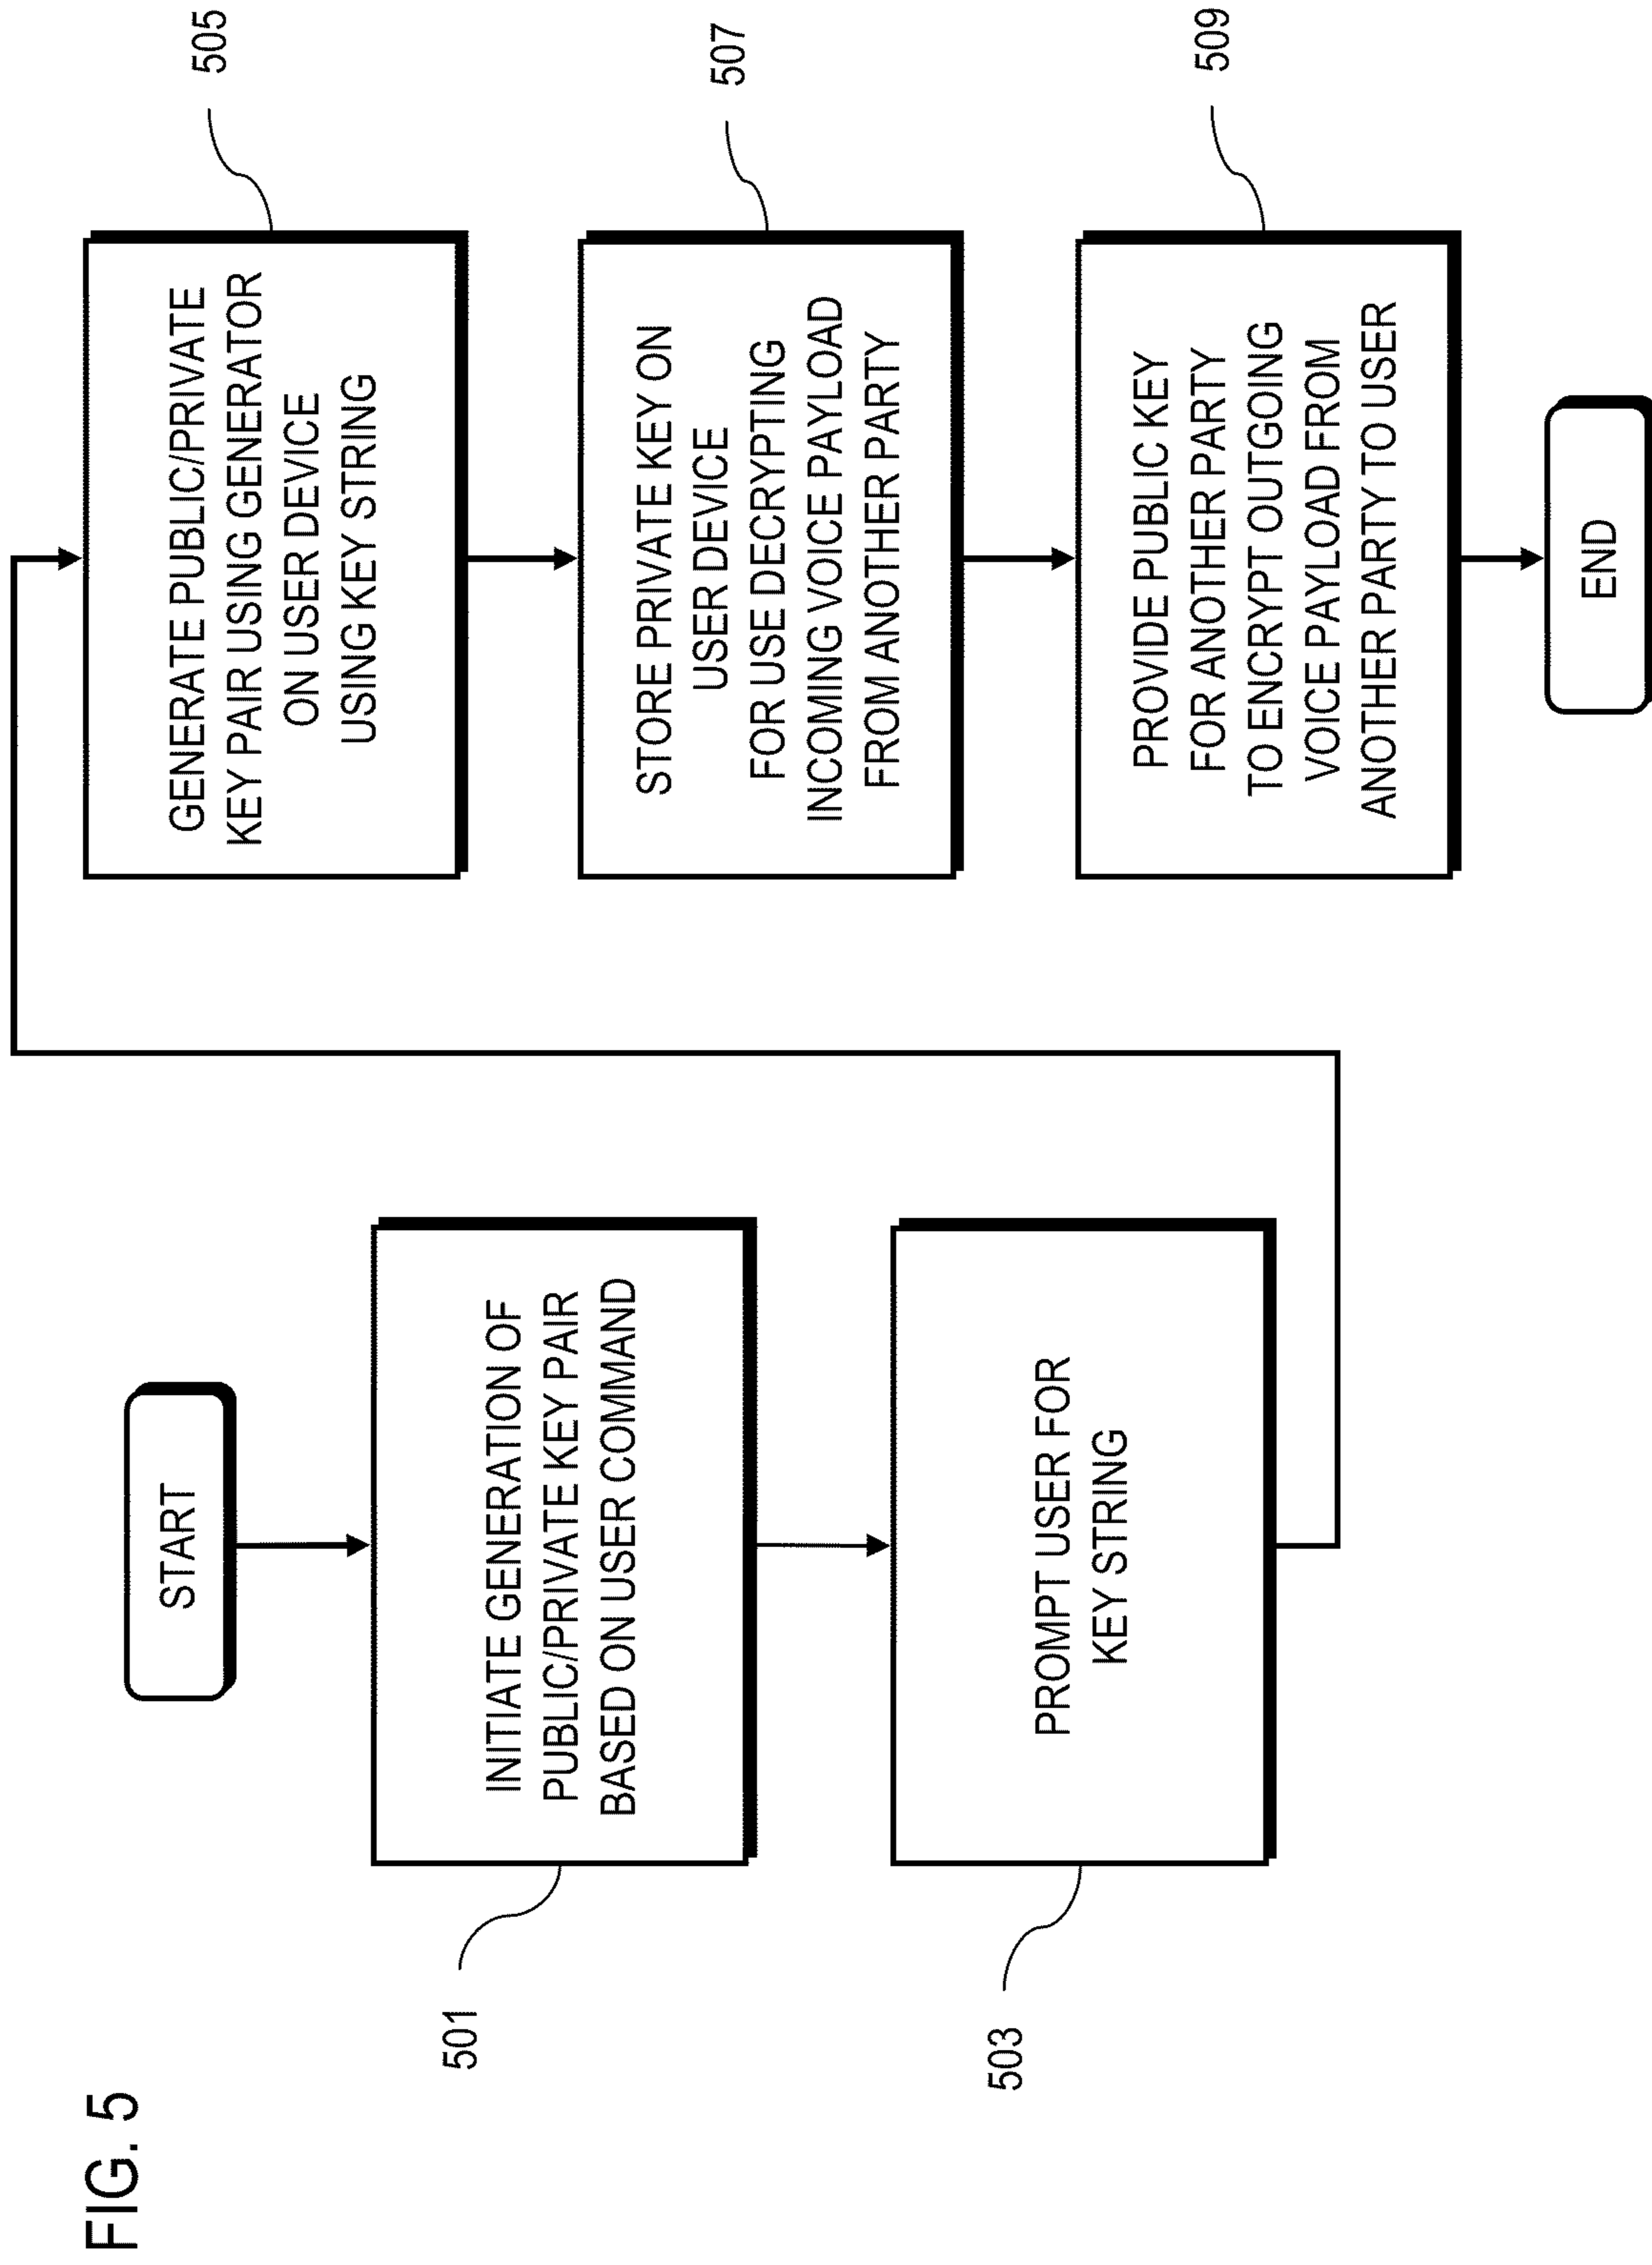 FIG. 5
START
501
INITIATE GENERATION OF
PUBLIC/PRIVATE KEY PAIR
BASED ON USER COMMAND
503
PROMPT USER FOR
KEY STRING
505
GENERATE PUBLIC/PRIVATE
KEY PAIR USING GENERATOR
ON USER DEVICE
USING KEY STRING
507
STORE PRIVATE KEY ON
USER DEVICE
FOR USE DECRYPTING
INCOMING VOICE PAYLOAD
FROM ANOTHER PARTY
509
PROVIDE PUBLIC KEY
FOR ANOTHER PARTY
TO ENCRYPT OUTGOING
VOICE PAYLOAD FROM
ANOTHER PARTY TO USER
END